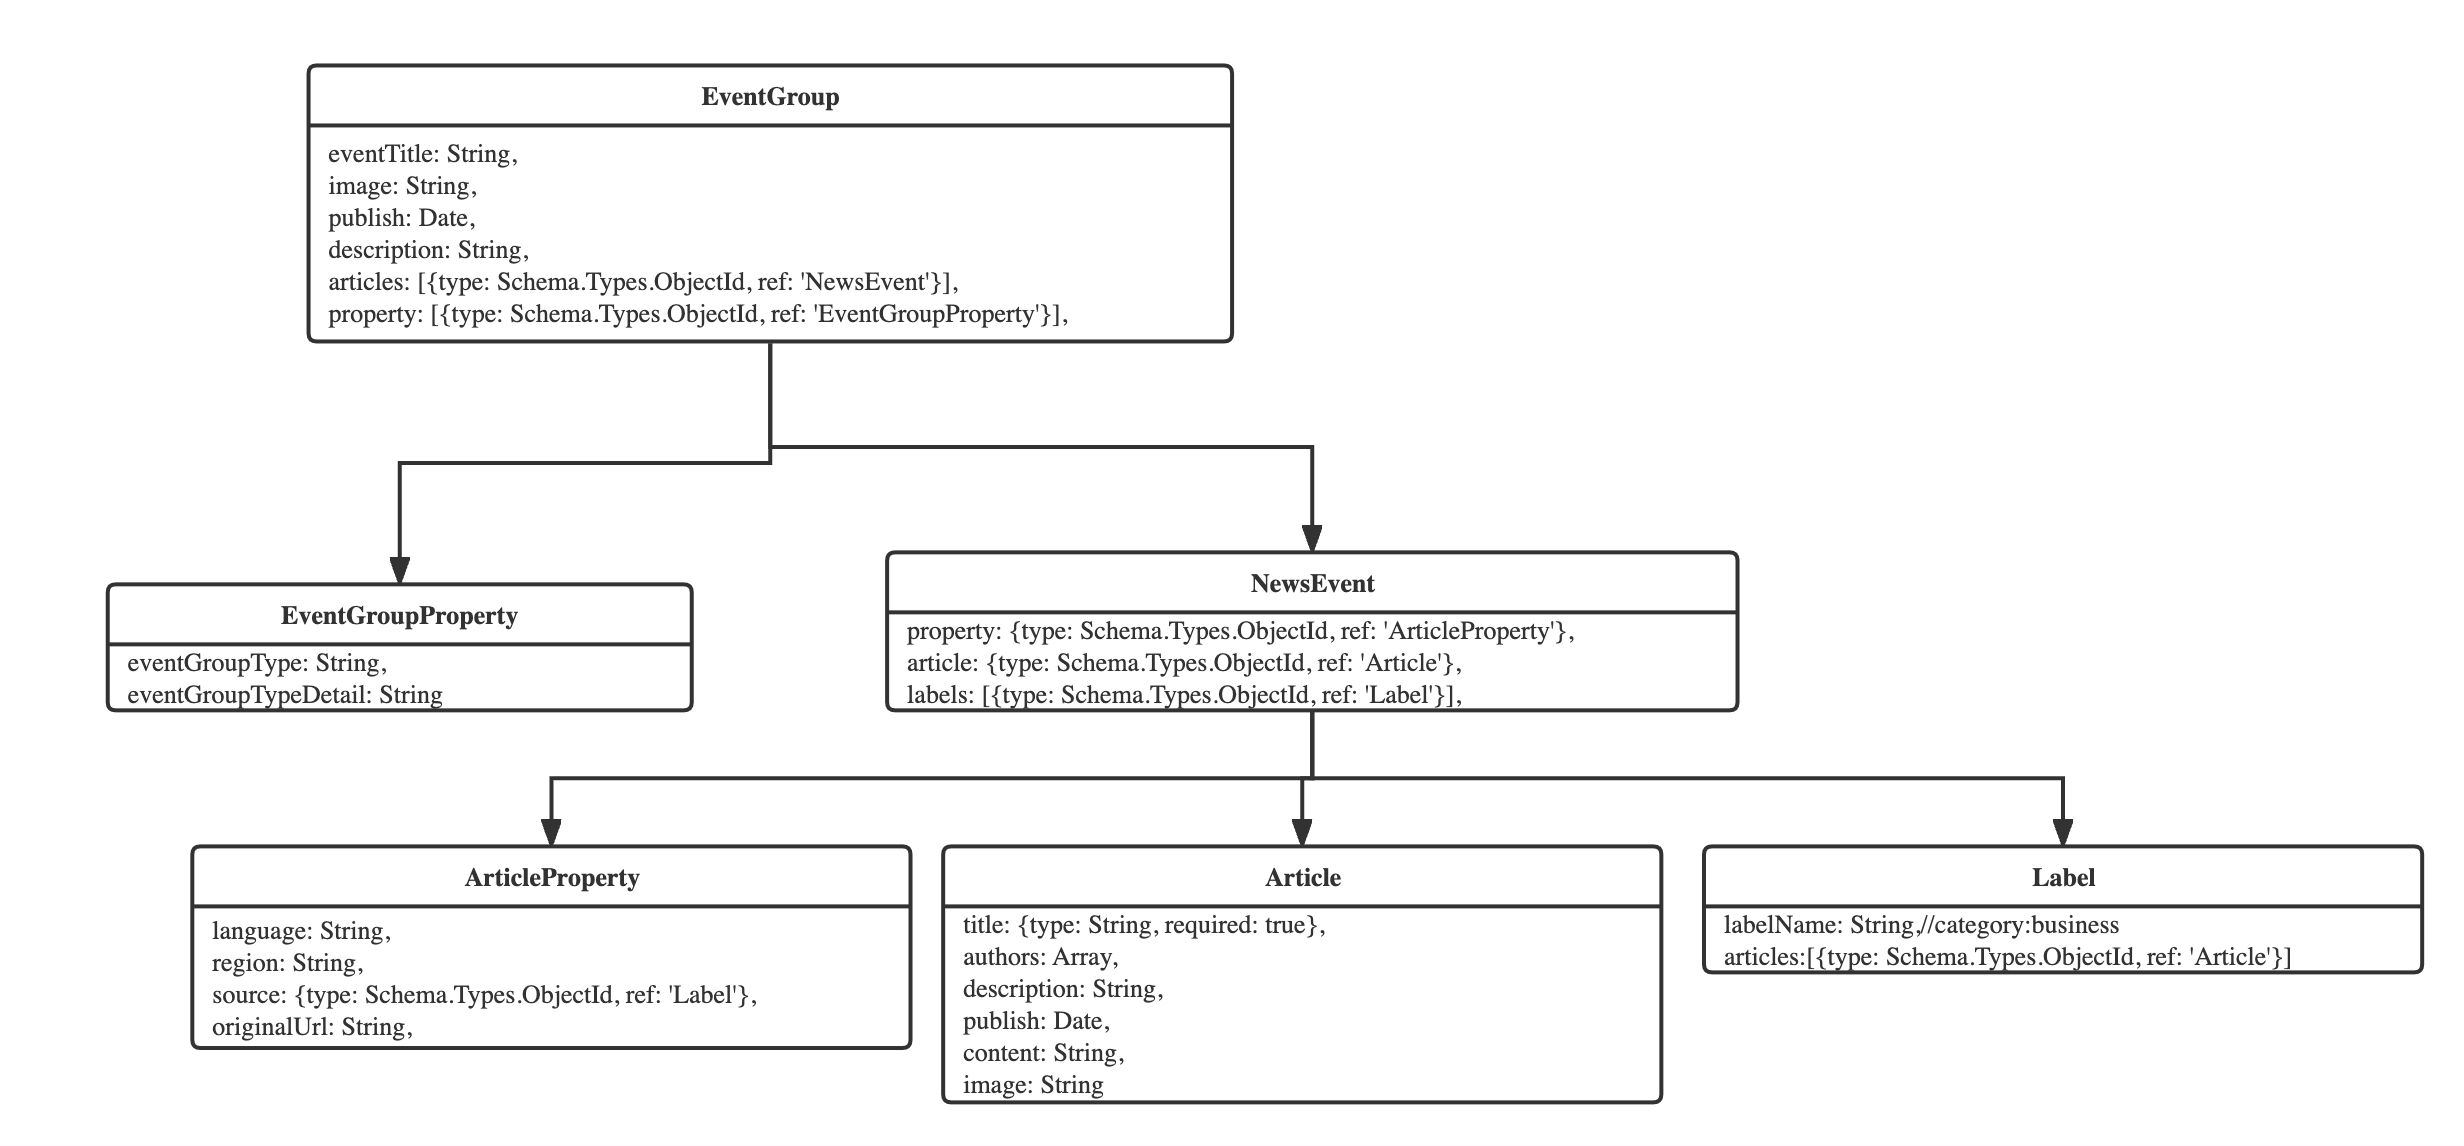 EventGroup
eventTitle: String,
image: String,
publish: Date,
description: String,
articles: [{type: Schema.Types.ObjectId, ref: 'NewsEvent'}],
property: [{type: Schema.Types.ObjectId, ref: 'EventGroupProperty'}],
EventGroupProperty
eventGroupType: String,
eventGroupTypeDetail: String
NewsEvent
property: {type: Schema.Types.ObjectId, ref: 'ArticleProperty'},
article: {type: Schema.Types.ObjectId, ref: 'Article'},
labels: [{type: Schema.Types.ObjectId, ref: 'Label'}],
ArticleProperty
language: String,
region: String,
source: {type: Schema.Types.ObjectId, ref: 'Label'},
originalUrl: String,
Article
title: {type: String, required: true},
authors: Array,
description: String,
publish: Date,
content: String,
image: String
Label
labelName: String,//category:business
articles:[{type: Schema.Types.ObjectId, ref: 'Article'}]